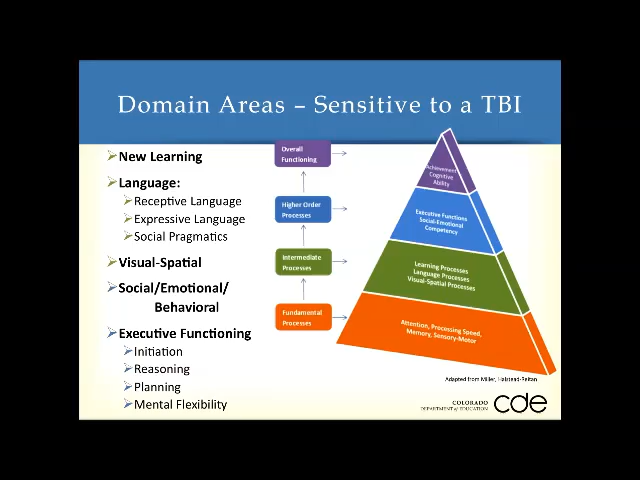 Domain Areas – Sensitive to a TBI
New Learning
Language:
Receptive Language
Expressive Language
Social Pragmatics
Visual-Spatial
Social/Emotional/
Behavioral
Executive Functioning
Initiation
Reasoning
Planning
Mental Flexibility
Overall
Functioning
Higher Order
Processes
Intermediate
Processes
Fundamental
Processes
Achievement
Cognitive
Ability
Executive Functions
Social-Emotional
Competency
Learning Processes
Language Processes
Visual-Spatial Processes
Attention, Processing Speed,
Memory, Sensory-Motor
Adapted from Miller, Halstead-Reitan
COLORADO
DEPARTMENT of EDUCATION
cde